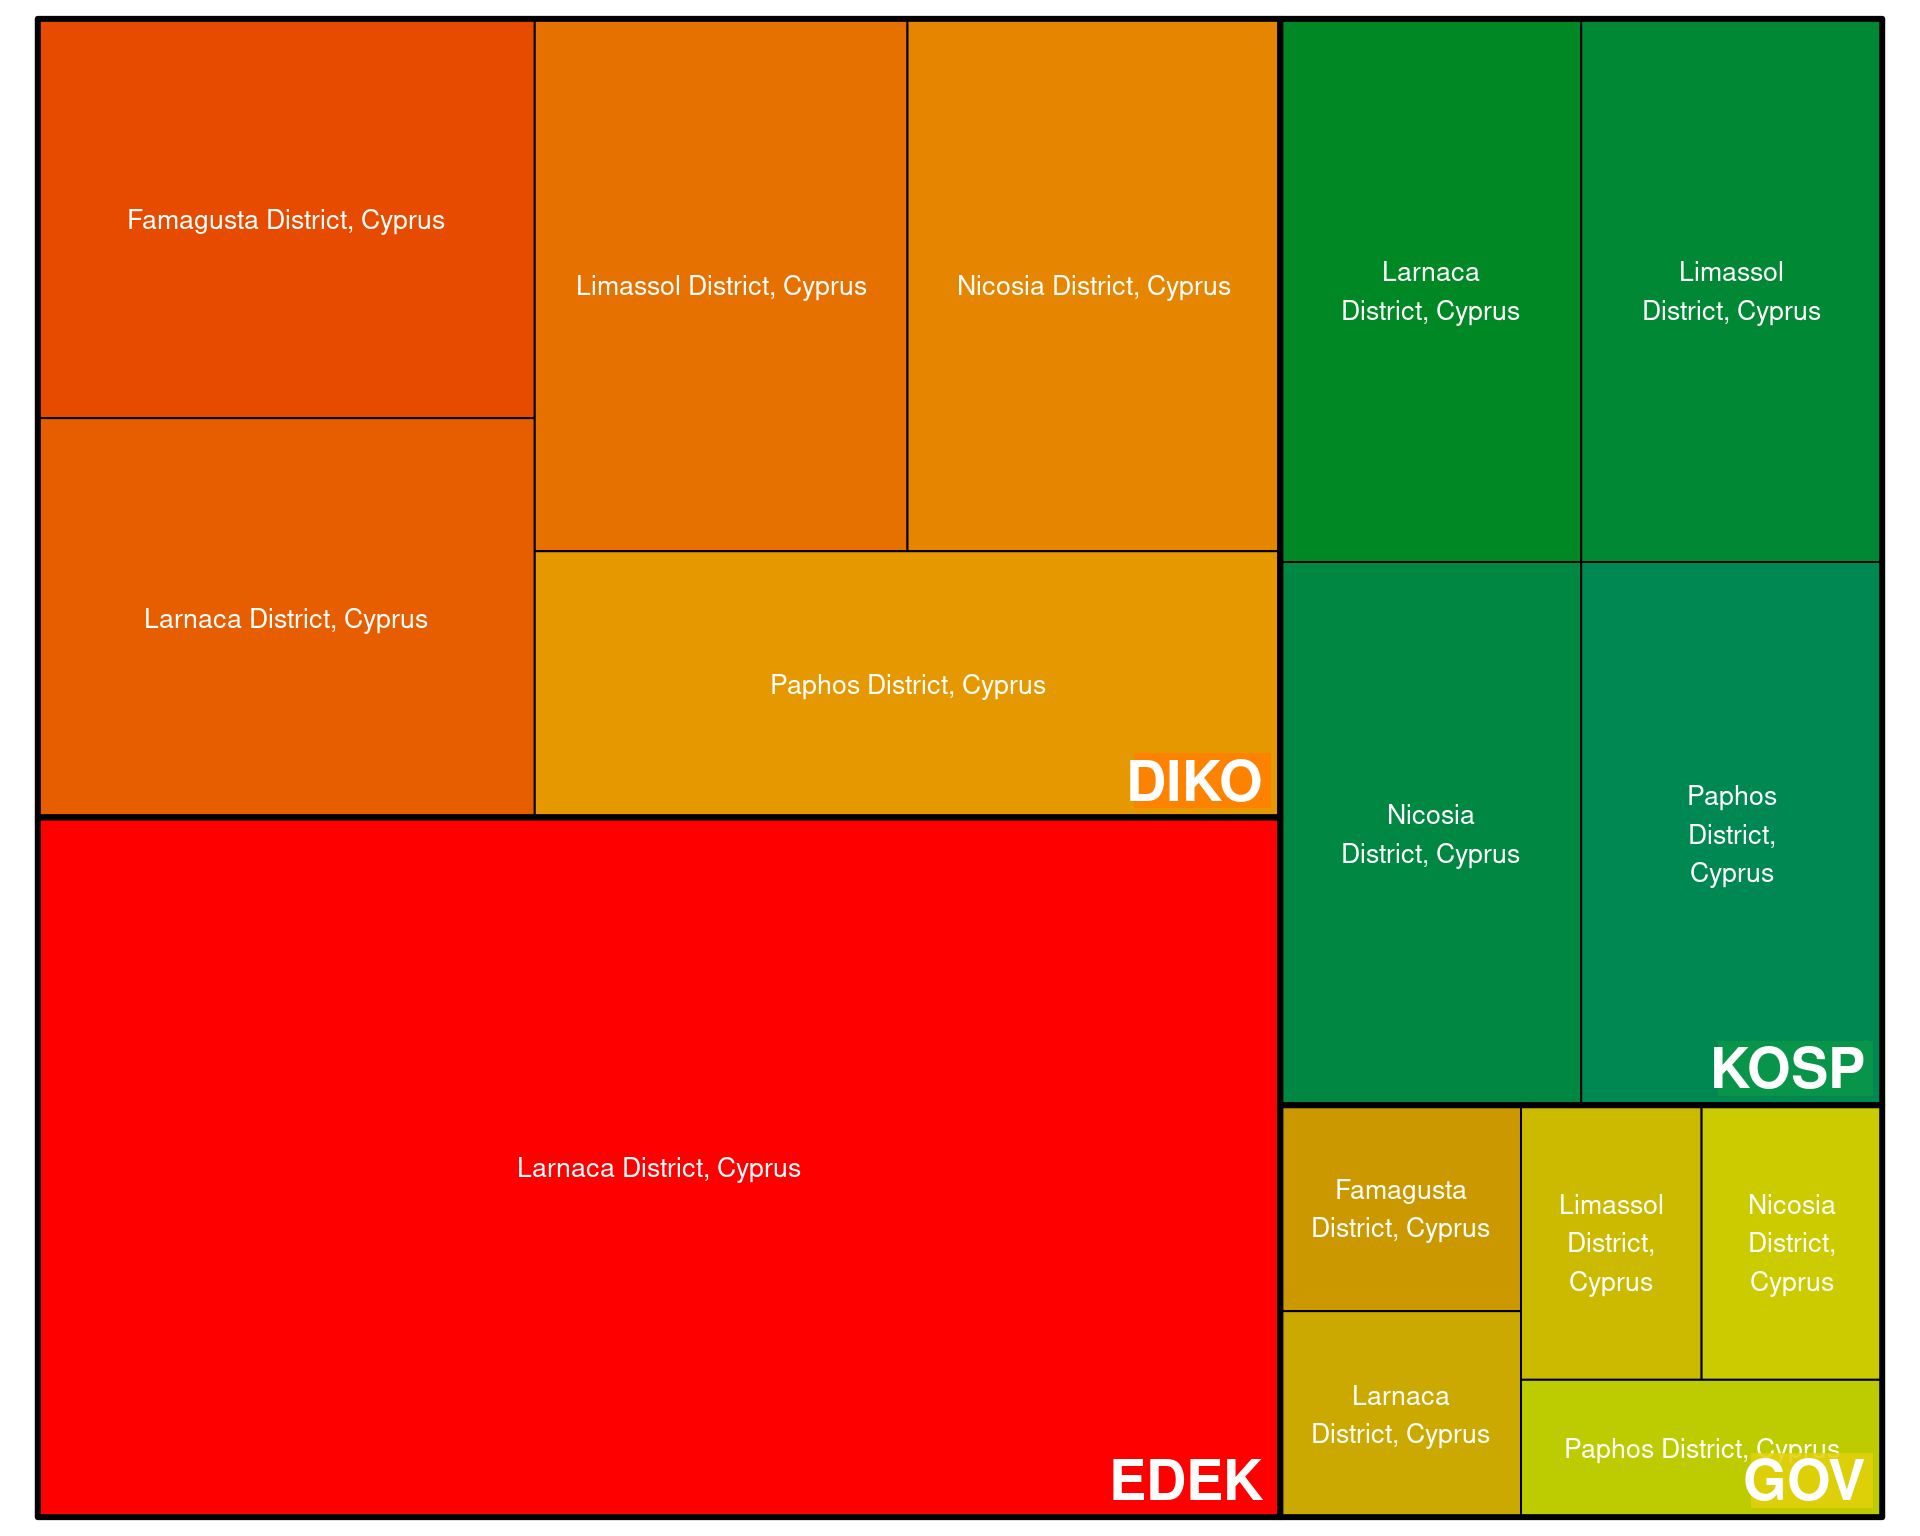 Famagusta District, Cyprus
Limassol District, Cyprus
Nicosia District, Cyprus
Larnaca District, Cyprus
Paphos District, Cyprus
DIKO
Larnaca District, Cyprus
EDEK
Larnaca
District, Cyprus
Limassol
District, Cyprus
Nicosia
District, Cyprus
Paphos
District,
Cyprus
KOSP
Famagusta
District, Cyprus
Larnaca
District, Cyprus
Limassol
District,
Cyprus
Nicosia
District,
Cyprus
Paphos District, Cyprus
GOV